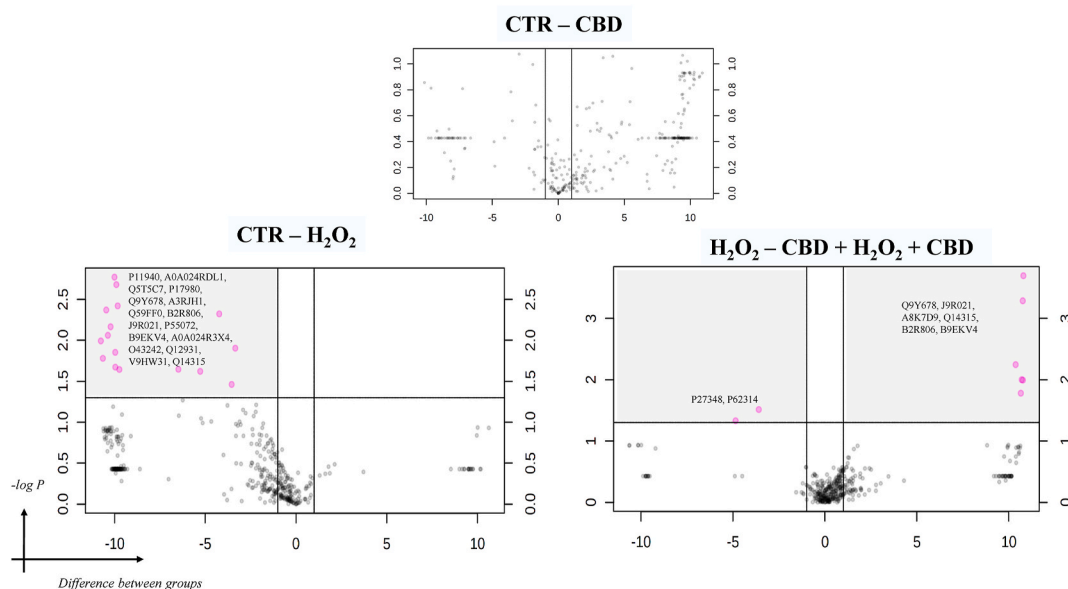 CTR – CBD
0.0 0.2 0.4 0.6 0.8 1.0
0.0 0.2 0.4 0.6 0.8 1.0
-10 -5 0 5 10
CTR – H₂O₂
P11940, A0A024RDL1,
Q5T5C7, P17980,
Q9Y678, A3RJH1,
Q59FF0, B2R806,
J9R021, P55072,
B9EKV4, A0A024R3X4,
O43242, Q12931,
V9HW31, Q14315
0.0 0.5 1.0 1.5 2.0 2.5
0.0 0.5 1.0 1.5 2.0 2.5
-10 -5 0 5 10
H₂O₂ – CBD + H₂O₂ + CBD
Q9Y678, J9R021,
A8K7D9, Q14315,
B2R806, B9EKV4
P27348, P62314
0 1 2 3
0 1 2 3
-10 -5 0 5 10
-log P
Difference between groups